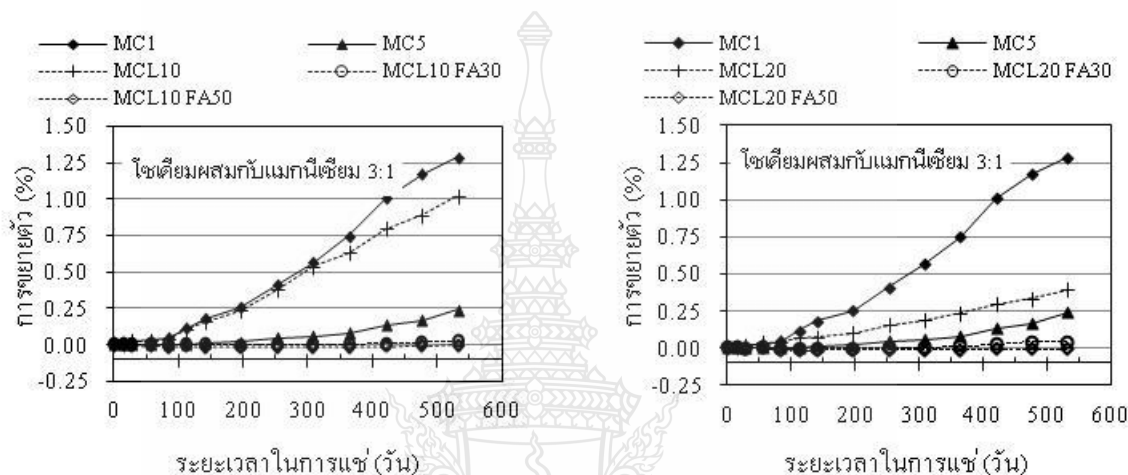 MC1 MC5
MCL10 MCL10 FA30
MCL10 FA50
1.50
1.25
1.00
0.75
0.50
0.25
0.00
-0.25
การขยายตัว (%)
โซเดียมผสมกับแมกนีเซียม 3:1
0 100 200 300 400 500 600
ระยะเวลาในการแช่ (วัน)
MC1 MC5
MCL20 MCL20 FA30
MCL20 FA50
1.50
1.25
1.00
0.75
0.50
0.25
0.00
-0.25
การขยายตัว (%)
โซเดียมผสมกับแมกนีเซียม 3:1
0 100 200 300 400 500 600
ระยะเวลาในการแช่ (วัน)